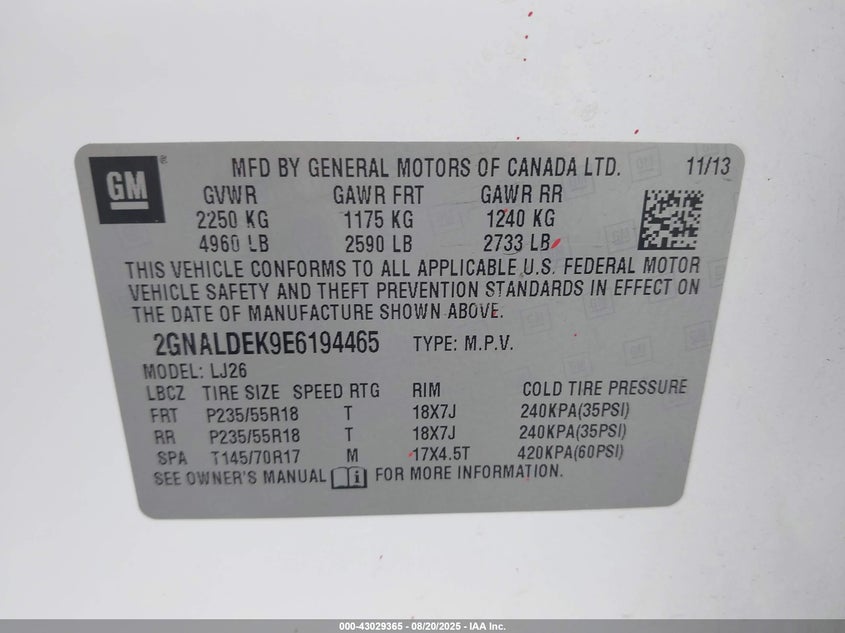 GM ® MFD BY GENERAL MOTORS OF CANADA LTD. 11/13
GVWR GAWR FRT GAWR RR
2250 KG 1175 KG 1240 KG
4960 LB 2590 LB 2733 LB
THIS VEHICLE CONFORMS TO ALL APPLICABLE U.S. FEDERAL MOTOR
VEHICLE SAFETY AND THEFT PREVENTION STANDARDS IN EFFECT ON
THE DATE OF MANUFACTURE SHOWN ABOVE.
2GNALDEK9E6194465 TYPE: M.P.V.
MODEL: LJ26
LBCZ TIRE SIZE SPEED RTG RIM COLD TIRE PRESSURE
FRT P235/55R18 T 18X7J 240KPA(35PSI)
RR P235/55R18 T 18X7J 240KPA(35PSI)
SPA T145/70R17 M 17X4.5T 420KPA(60PSI)
SEE OWNER'S MANUAL i FOR MORE INFORMATION.
000-43029365 - 08/20/2025 - IAA Inc.